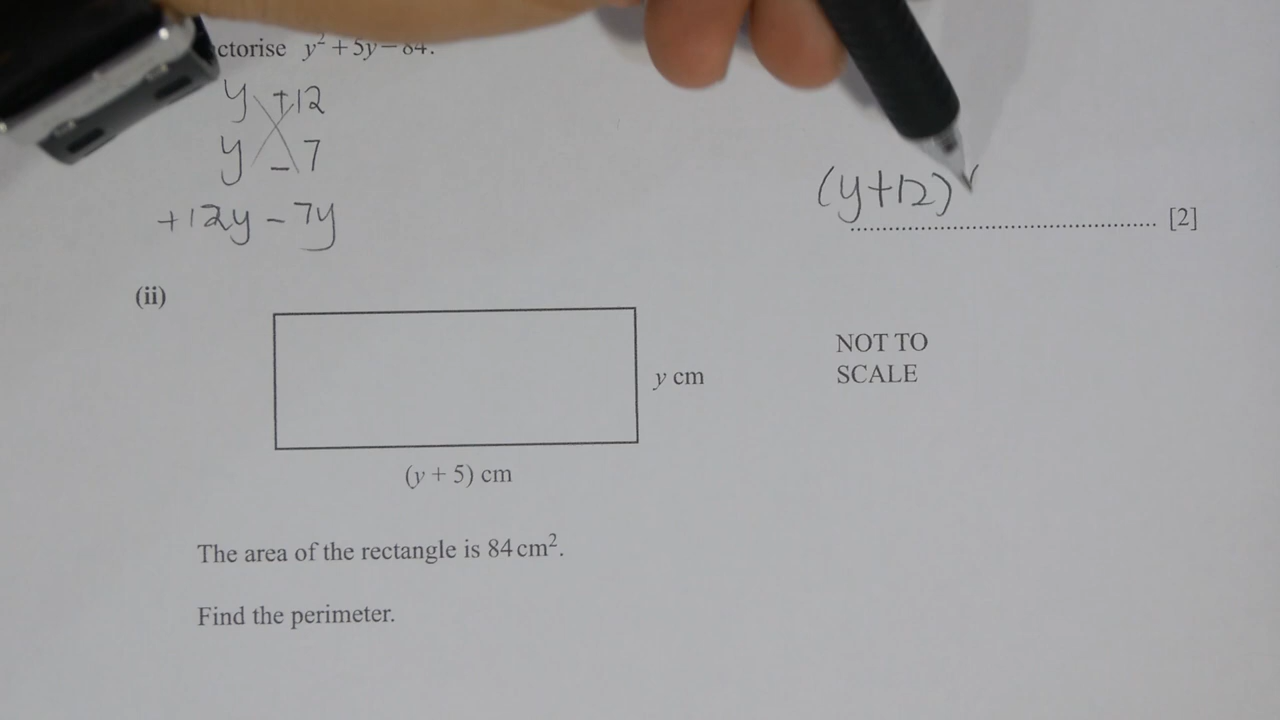 ctorise y² + 5y − 84.
y +12
y −7
+12y − 7y
(y+12)(
[2]
(ii)
y cm
NOT TO
SCALE
(y + 5) cm
The area of the rectangle is 84 cm².
Find the perimeter.